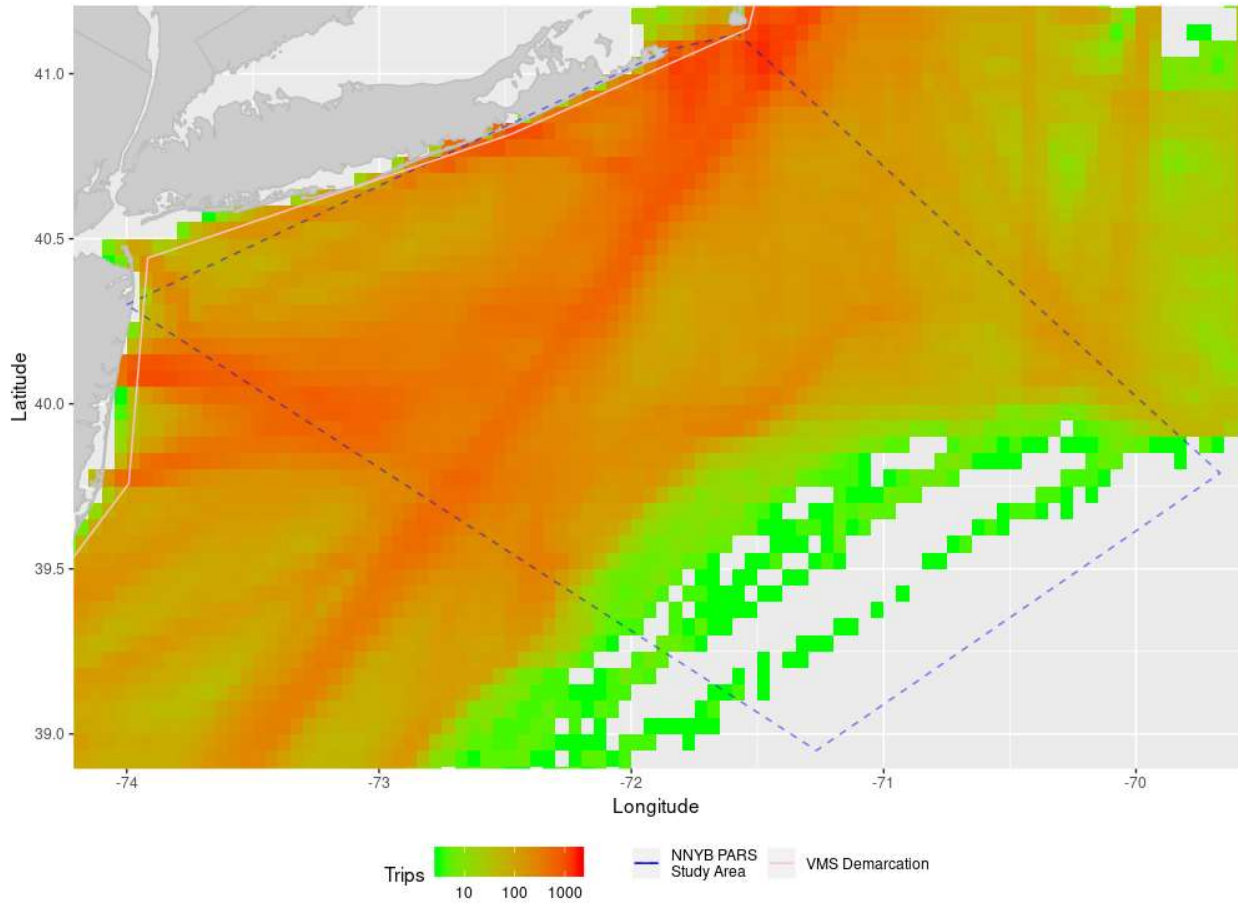 41.0
40.5
40.0
39.5
39.0
Latitude
-74
-73
-72
-71
-70
Longitude
Trips
10
100
1000
NNYB PARS
Study Area
VMS Demarcation